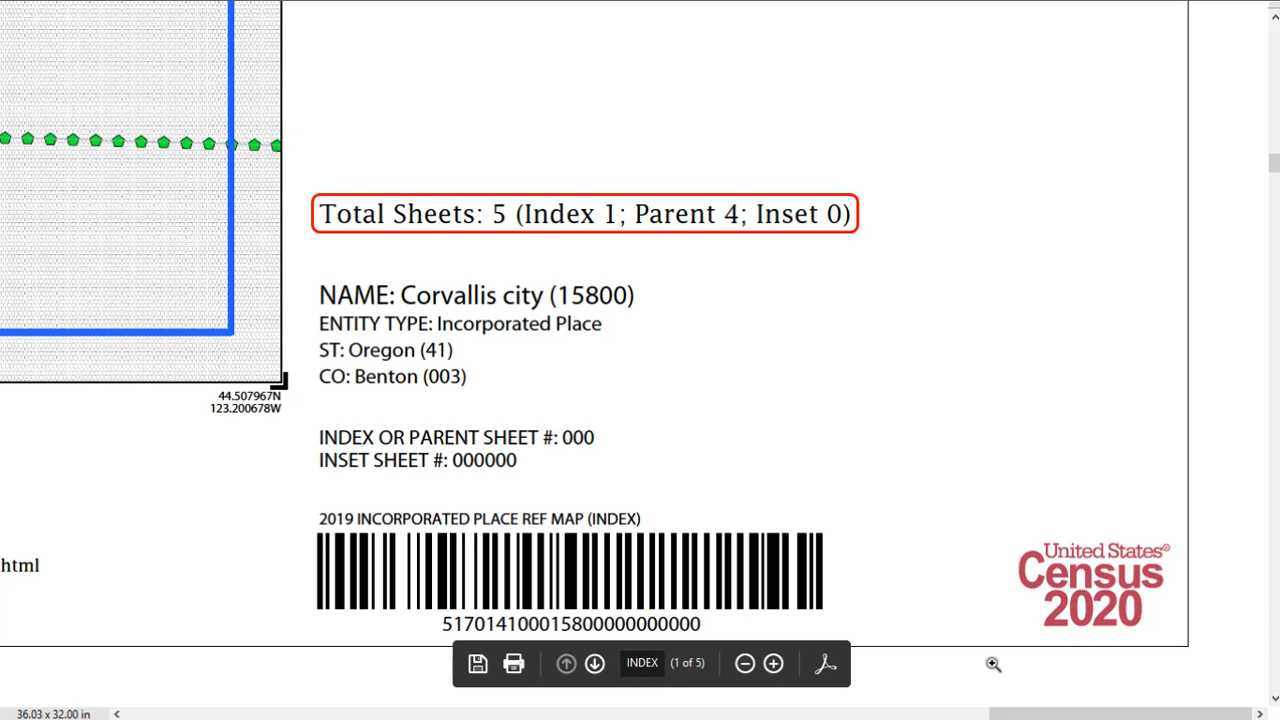 Total Sheets: 5 (Index 1; Parent 4; Inset 0)
NAME: Corvallis city (15800)
ENTITY TYPE: Incorporated Place
ST: Oregon (41)
CO: Benton (003)
44.507967N
123.200678W
INDEX OR PARENT SHEET #: 000
INSET SHEET #: 000000
2019 INCORPORATED PLACE REF MAP (INDEX)
html
United States®
Census
2020
517014100015800000000000
INDEX (1 of 5)
36.03 x 32.00 in